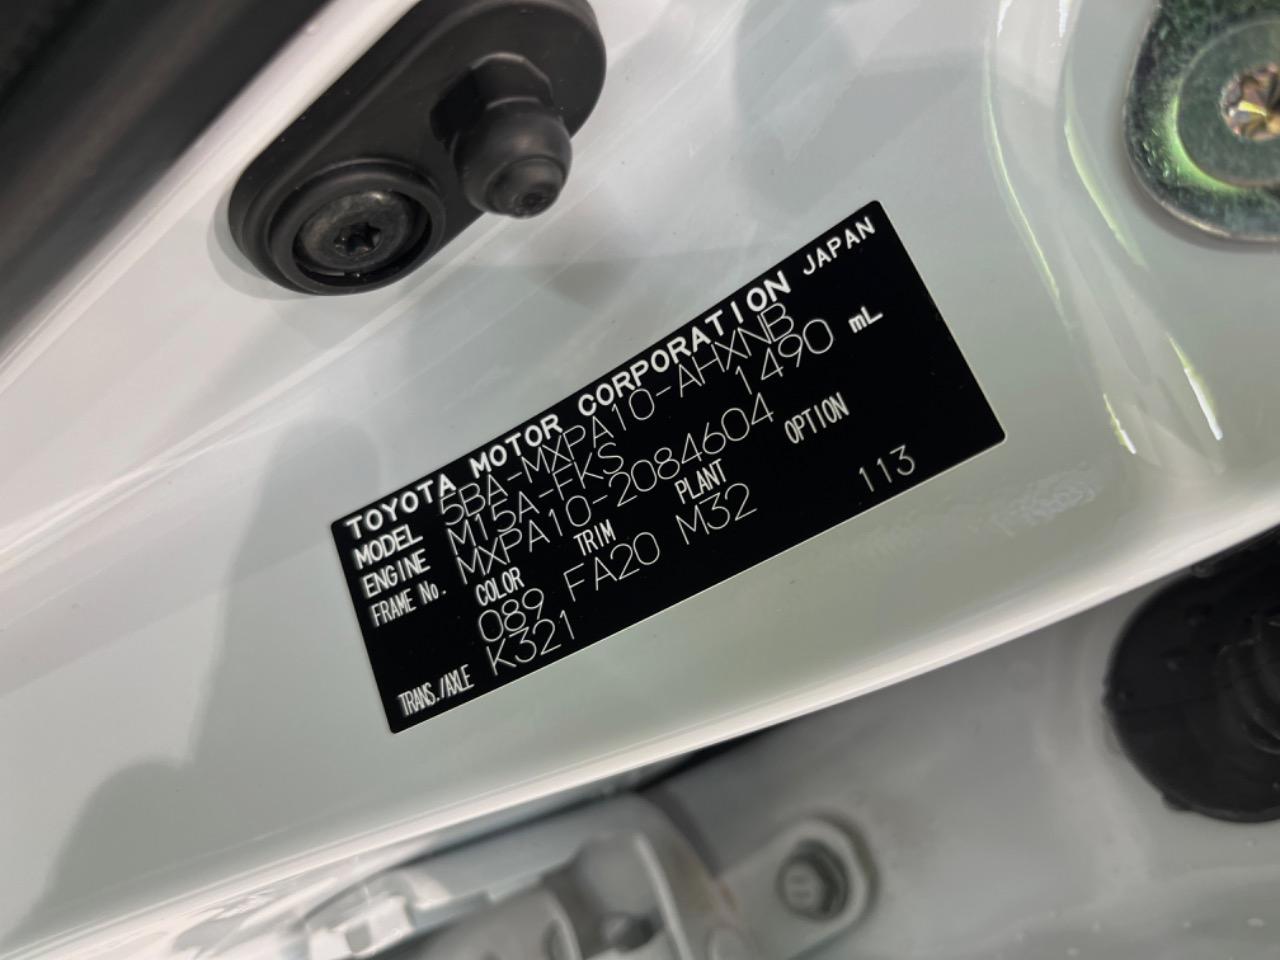 TOYOTA MOTOR CORPORATION JAPAN
MODEL 5BA-MXPA10-AHXNB
ENGINE M15A-FKS 1490 mL
FRAME No. MXPA10-2084604
COLOR TRIM PLANT OPTION
089 FA20 M32 113
TRANS./AXLE K321